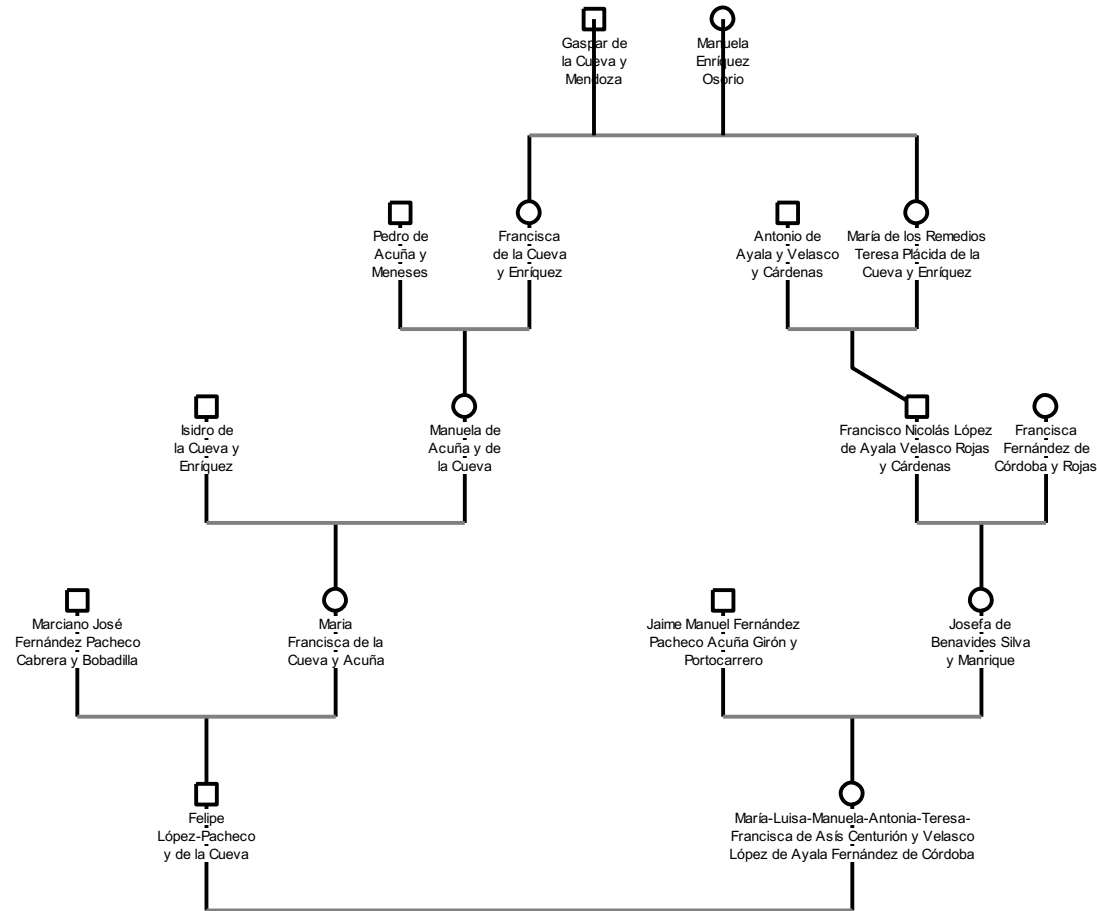 Gaspar de
la Cueva y
Mendoza
Manuela
Enríquez
Osorio
Pedro de
Acuña y
Meneses
Francisca
de la Cueva
y Enríquez
Antonio de
Ayala y Velasco
y Cárdenas
María de los Remedios
Teresa Plácida de la
Cueva y Enríquez
Isidro de
la Cueva y
Enríquez
Manuela de
Acuña y de
la Cueva
Francisco Nicolás López
de Ayala Velasco Rojas
y Cárdenas
Francisca
Fernández de
Córdoba y Rojas
Marciano José
Fernández Pacheco
Cabrera y Bobadilla
Maria
Francisca de la
Cueva y Acuña
Jaime Manuel Fernández
Pacheco Acuña Girón y
Portocarrero
Josefa de
Benavides Silva
y Manrique
Felipe
López-Pacheco
y de la Cueva
María-Luisa-Manuela-Antonia-Teresa-
Francisca de Asís Centurión y Velasco
López de Ayala Fernández de Córdoba